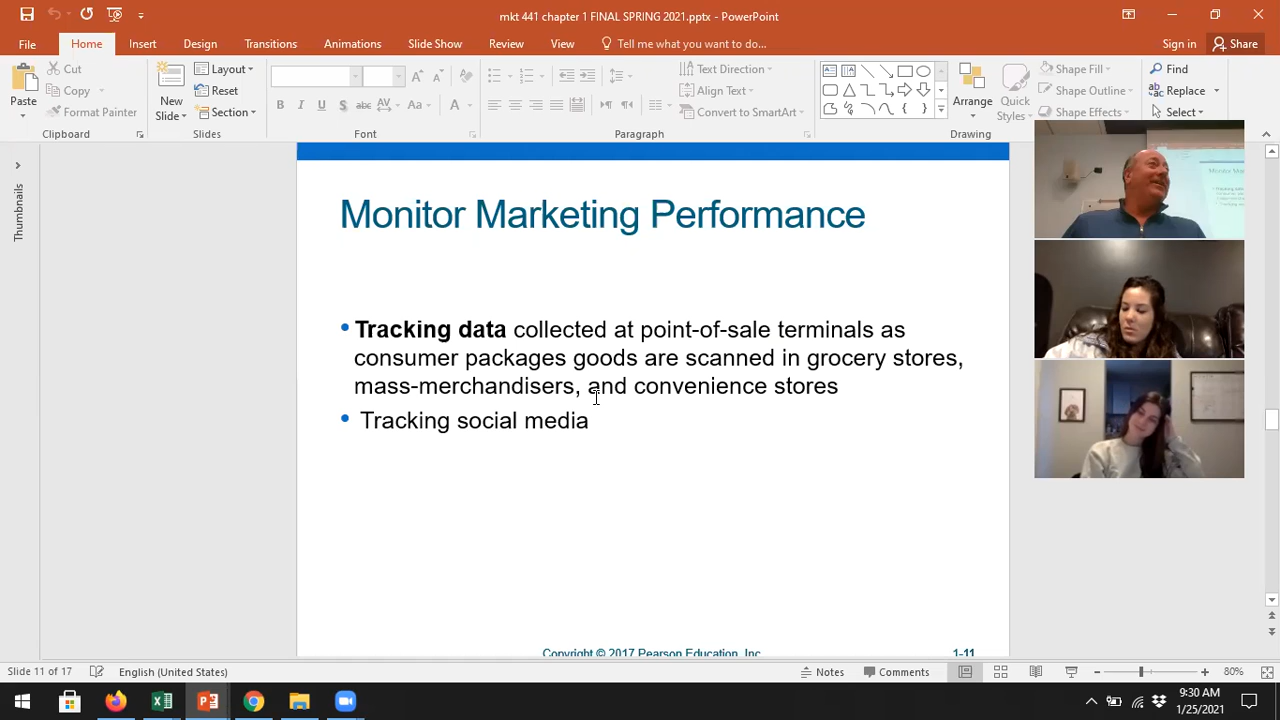 mkt 441 chapter 1 FINAL SPRING 2021.pptx - PowerPoint
File Home Insert Design Transitions Animations Slide Show Review View Tell me what you want to do... Sign in Share
Paste
Cut
Copy
Format Painter
Clipboard
New Slide
Layout
Reset
Section
Slides
Font
Text Direction
Align Text
Convert to SmartArt
Paragraph
Arrange
Quick Styles
Shape Fill
Shape Outline
Shape Effects
Drawing
Find
Replace
Select
Thumbnails
Monitor Marketing Performance
• Tracking data collected at point-of-sale terminals as
consumer packages goods are scanned in grocery stores,
mass-merchandisers, and convenience stores
• Tracking social media
Copyright © 2017 Pearson Education, Inc.
1-11
Slide 11 of 17 English (United States) Notes Comments 80%
9:30 AM
1/25/2021